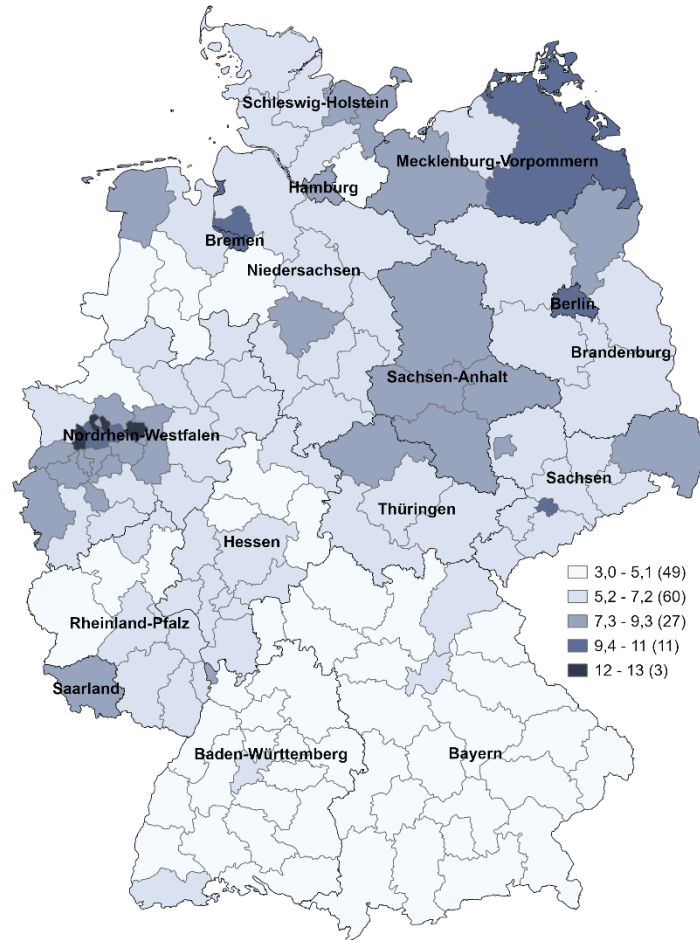 Schleswig-Holstein
Mecklenburg-Vorpommern
Hamburg
Bremen
Niedersachsen
Berlin
Brandenburg
Sachsen-Anhalt
Nordrhein-Westfalen
Sachsen
Thüringen
Hessen
3,0 - 5,1 (49)
5,2 - 7,2 (60)
7,3 - 9,3 (27)
9,4 - 11 (11)
12 - 13 (3)
Rheinland-Pfalz
Saarland
Baden-Württemberg
Bayern